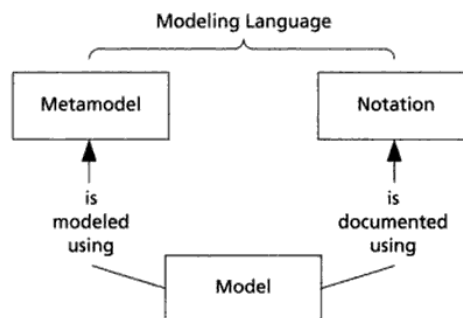 Modeling Language
Metamodel
Notation
is
modeled
using
is
documented
using
Model